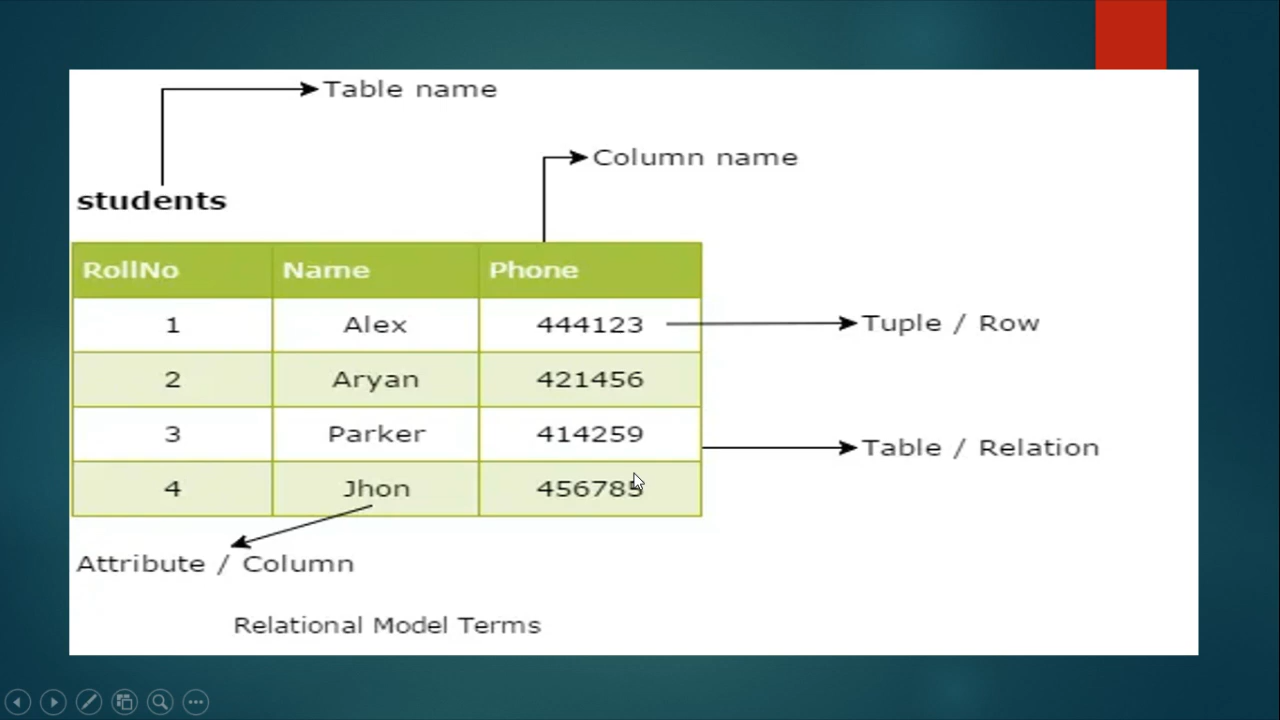 Table name
Column name
students
RollNo Name Phone
1 Alex 444123
Tuple / Row
2 Aryan 421456
3 Parker 414259
Table / Relation
4 Jhon 456785
Attribute / Column
Relational Model Terms